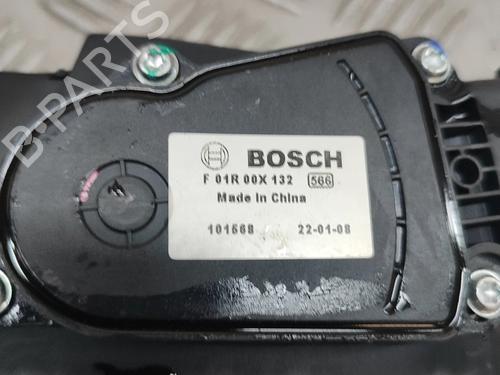 B PARTS
BOSCH
F 01R 00X 132 566
Made in China
101568 22-01-08